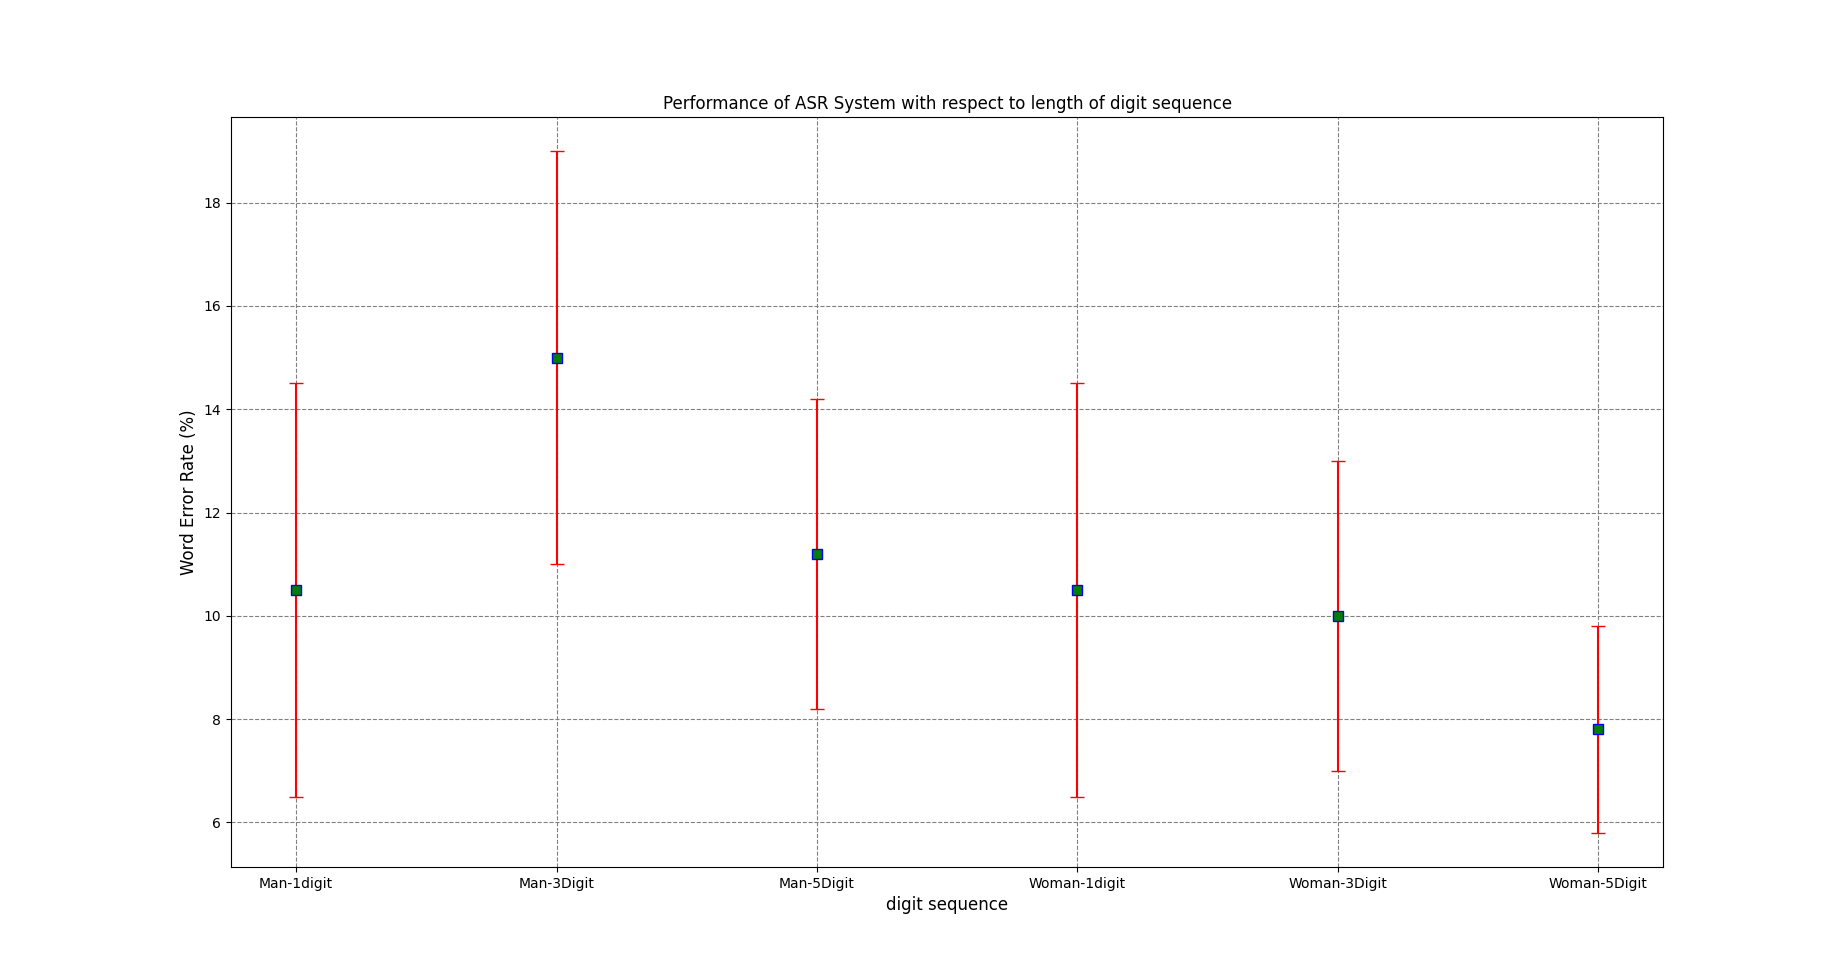 Performance of ASR System with respect to length of digit sequence
Word Error Rate (%)
18
16
14
12
10
8
6
Man-1digit Man-3Digit Man-5Digit Woman-1digit Woman-3Digit Woman-5Digit
digit sequence